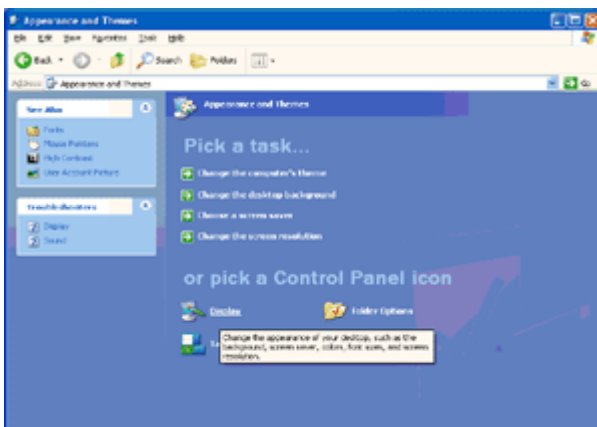 Appearance and Themes
File Edit View Favorites Tools Help
Back Search Folders
Address Appearance and Themes Go
See Also
Fonts
Mouse Pointers
High Contrast
User Account Picture
Troubleshooters
Display
Sound
Appearance and Themes
Pick a task...
Change the computer's theme
Change the desktop background
Choose a screen saver
Change the screen resolution
or pick a Control Panel icon
Display Folder Options
Change the appearance of your desktop, such as the
background, screen saver, colors, font sizes, and screen
resolution.